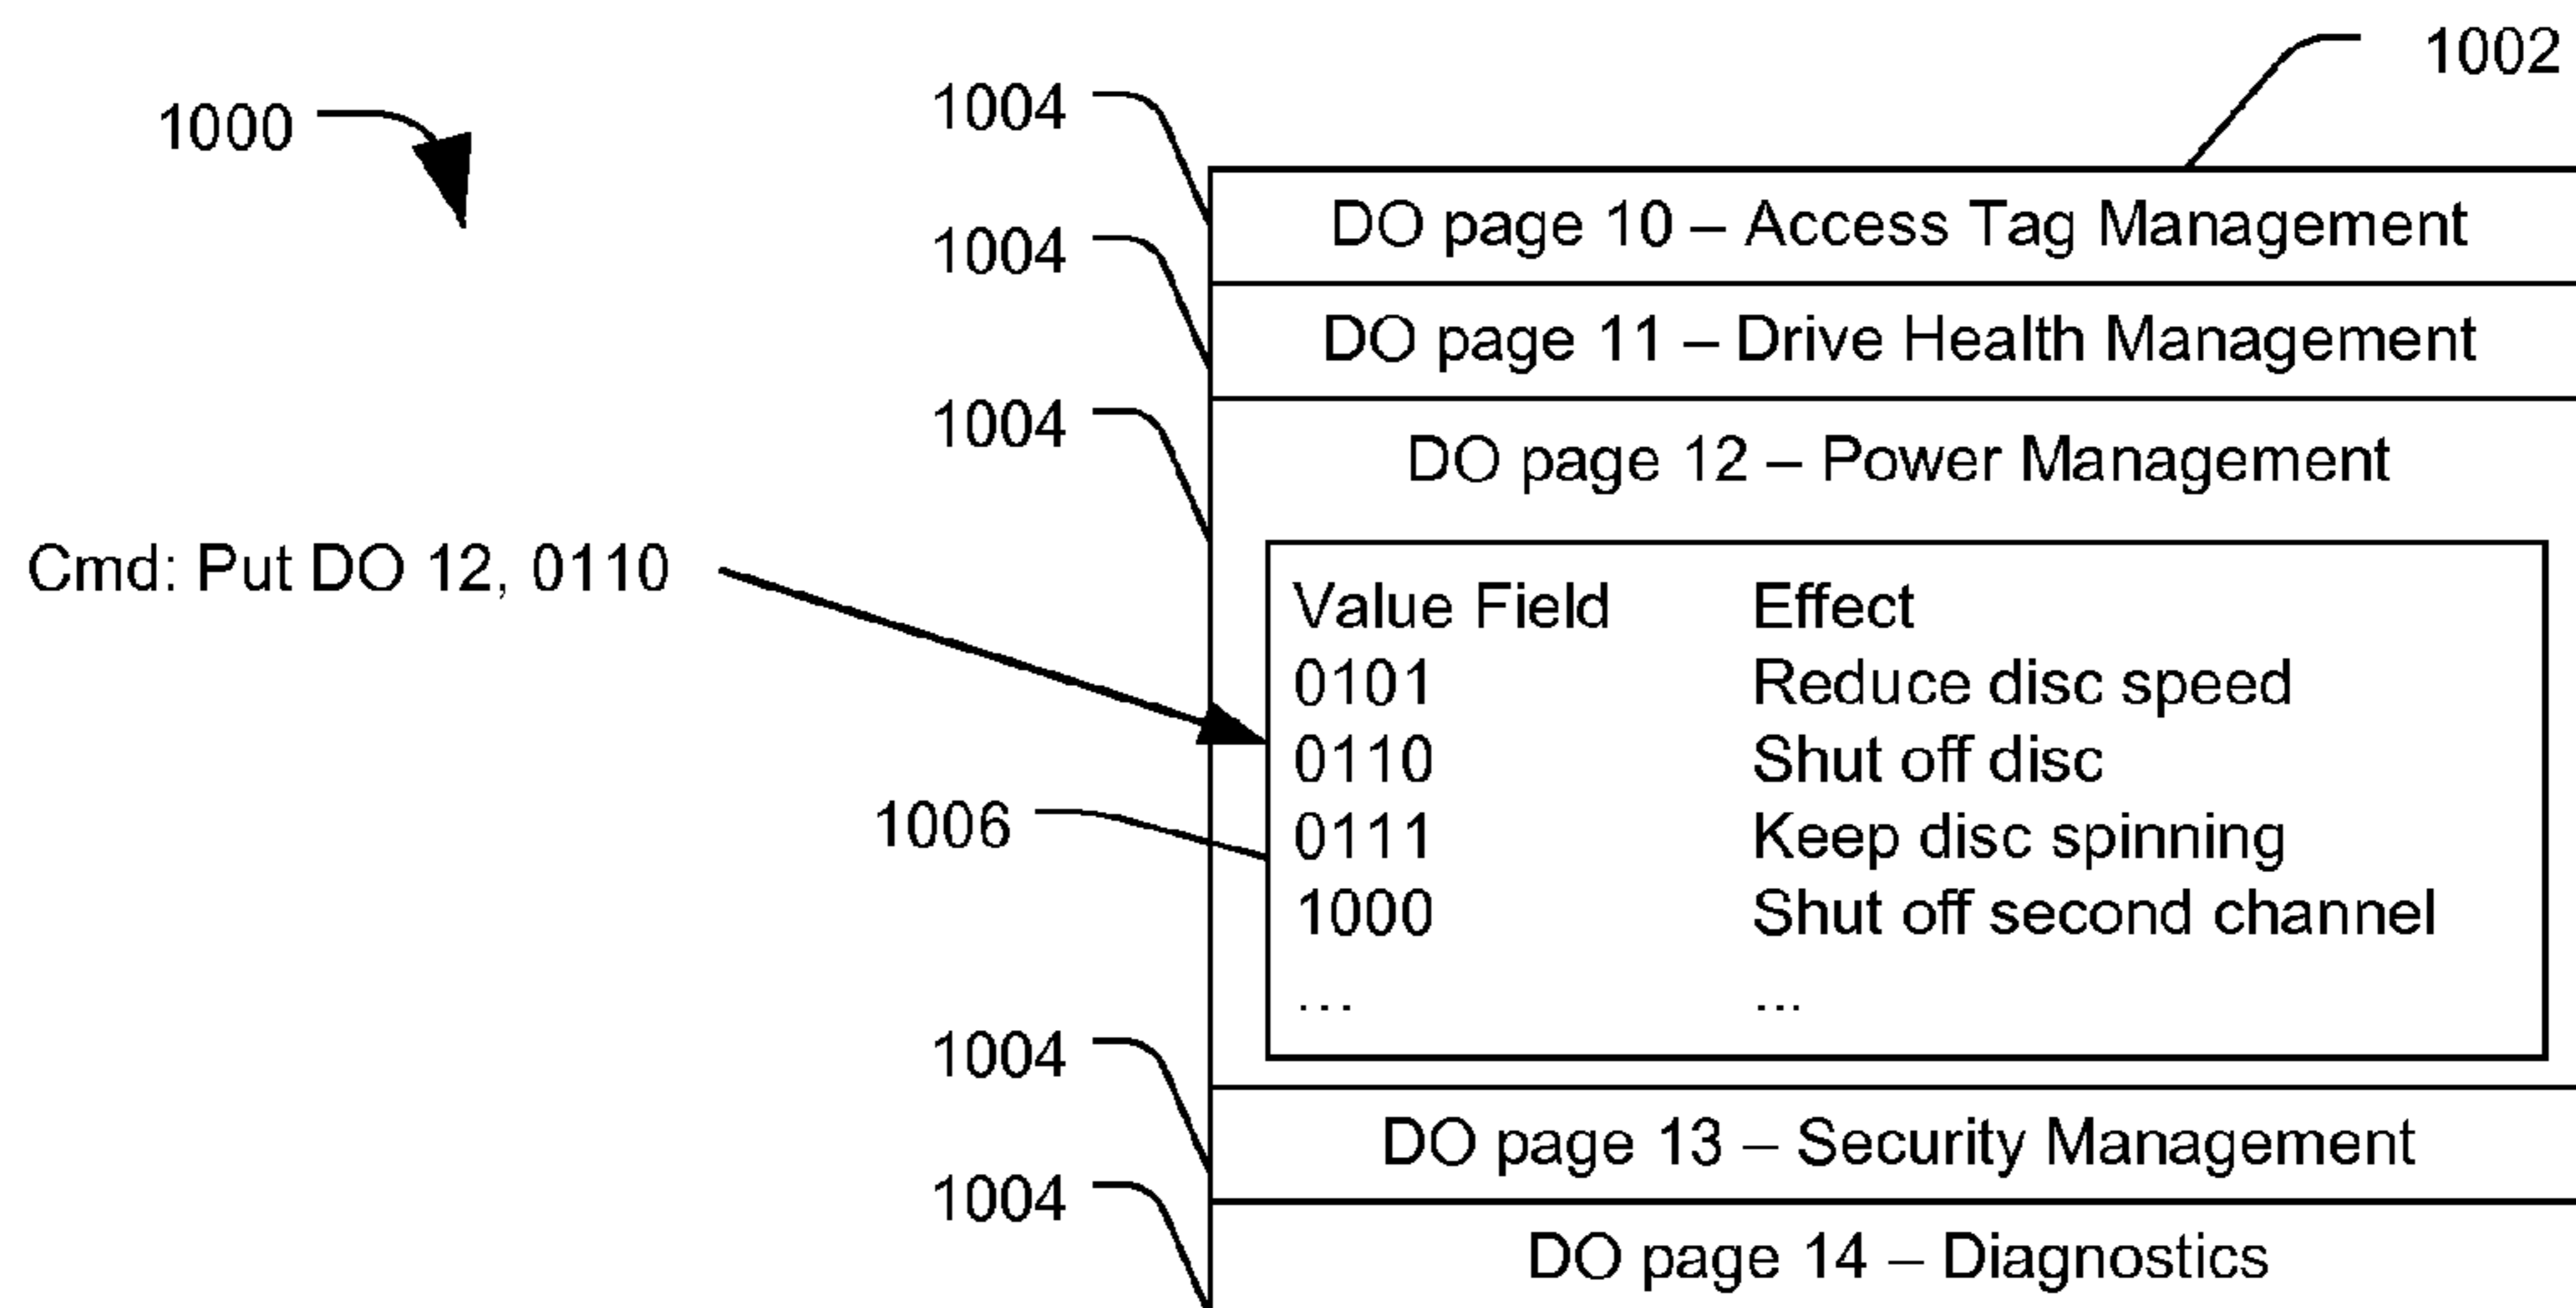 1002
1000
1004
DO page 10 – Access Tag Management
1004
DO page 11 – Drive Health Management
1004
DO page 12 – Power Management
Cmd: Put DO 12, 0110
Value Field Effect
0101 Reduce disc speed
0110 Shut off disc
1006
0111 Keep disc spinning
1000 Shut off second channel
... ...
1004
DO page 13 – Security Management
1004
DO page 14 – Diagnostics